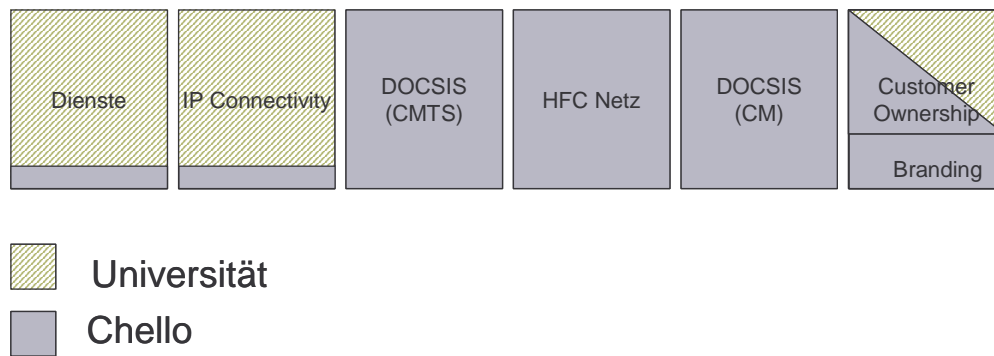 Dienste
IP Connectivity
DOCSIS
(CMTS)
HFC Netz
DOCSIS
(CM)
Customer
Ownership
Branding
Universität
Chello